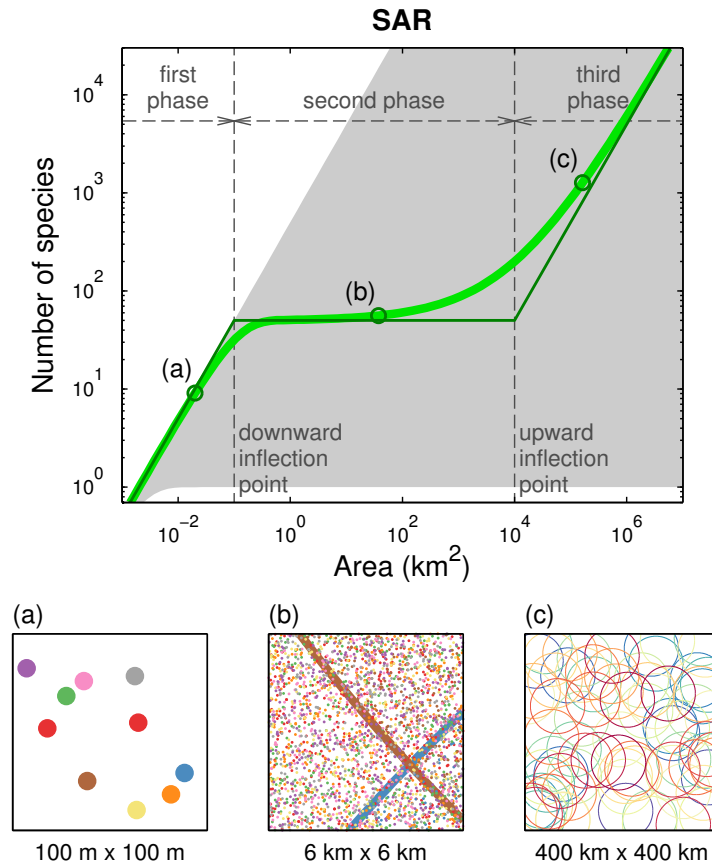 SAR
first
phase
second phase
third
phase
10^4
10^3
10^2
10^1
10^0
Number of species
(a)
(b)
(c)
downward
inflection
point
upward
inflection
point
10^-2
10^0
10^2
10^4
10^6
Area (km^2)
(a)
(b)
(c)
100 m x 100 m
6 km x 6 km
400 km x 400 km